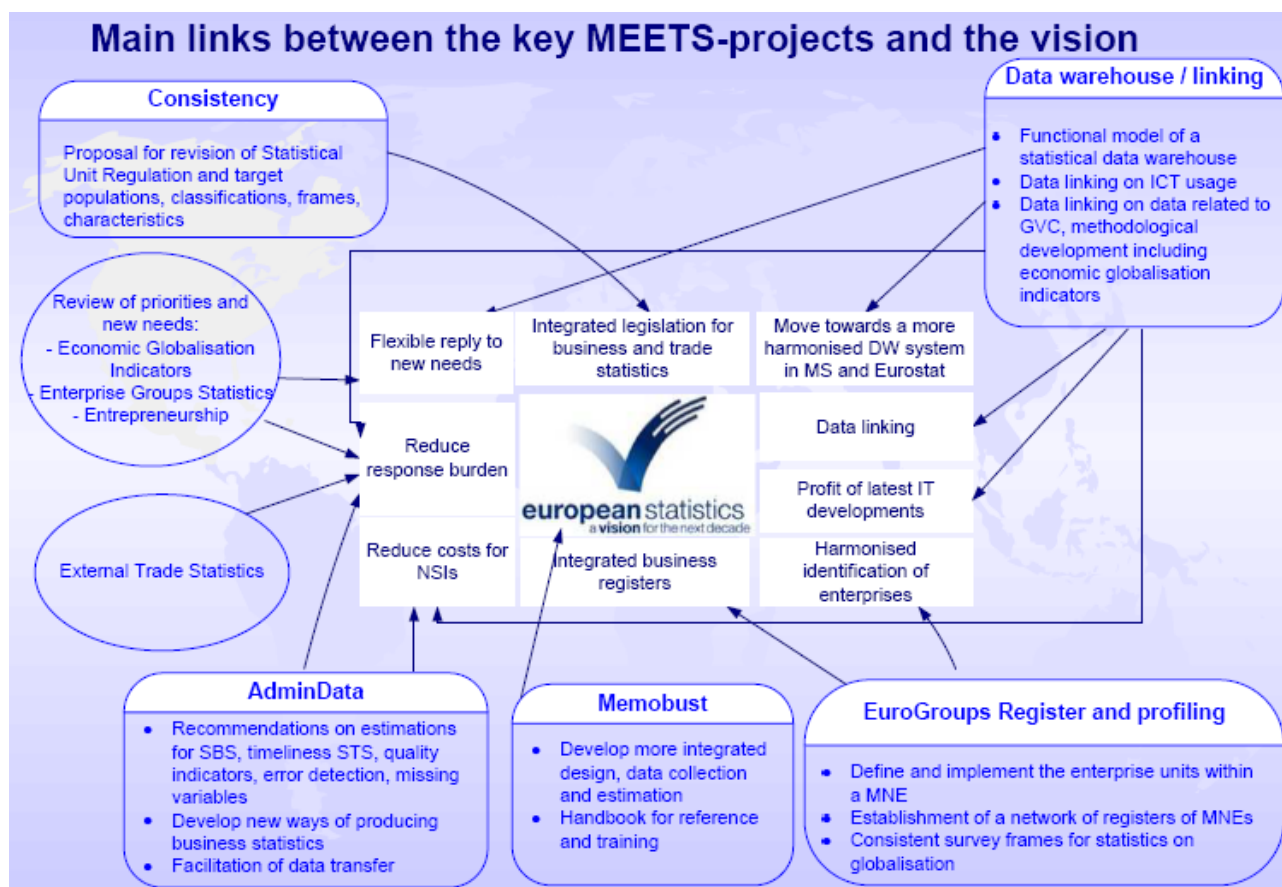 Main links between the key MEETS-projects and the vision
Consistency
Proposal for revision of Statistical
Unit Regulation and target
populations, classifications, frames,
characteristics
Data warehouse / linking
• Functional model of a
statistical data warehouse
• Data linking on ICT usage
• Data linking on data related to
GVC, methodological
development including
economic globalisation
indicators
Review of priorities and
new needs:
- Economic Globalisation
Indicators
- Enterprise Groups Statistics
- Entrepreneurship
External Trade Statistics
Flexible reply to
new needs
Integrated legislation for
business and trade
statistics
Move towards a more
harmonised DW system
in MS and Eurostat
Reduce
response burden
european statistics
a vision for the next decade
Data linking
Profit of latest IT
developments
Reduce costs for
NSIs
Integrated business
registers
Harmonised
identification of
enterprises
AdminData
• Recommendations on estimations
for SBS, timeliness STS, quality
indicators, error detection, missing
variables
• Develop new ways of producing
business statistics
• Facilitation of data transfer
Memobust
• Develop more integrated
design, data collection
and estimation
• Handbook for reference
and training
EuroGroups Register and profiling
• Define and implement the enterprise units within
a MNE
• Establishment of a network of registers of MNEs
• Consistent survey frames for statistics on
globalisation